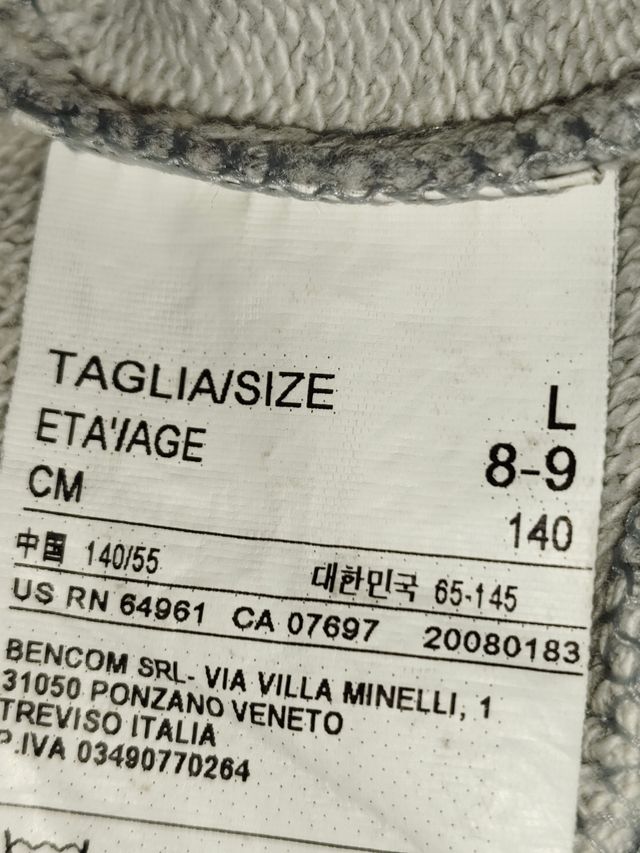 TAGLIA/SIZE L
ETA'/AGE 8-9
CM 140
中国 140/55 대한민국 65-145
US RN 64961 CA 07697 20080183
BENCOM SRL- VIA VILLA MINELLI, 1
31050 PONZANO VENETO
TREVISO ITALIA
P.IVA 03490770264